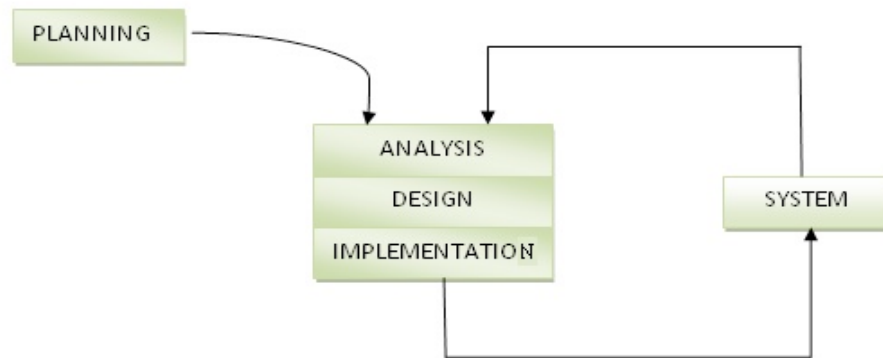 PLANNING
ANALYSIS
DESIGN
IMPLEMENTATION
SYSTEM